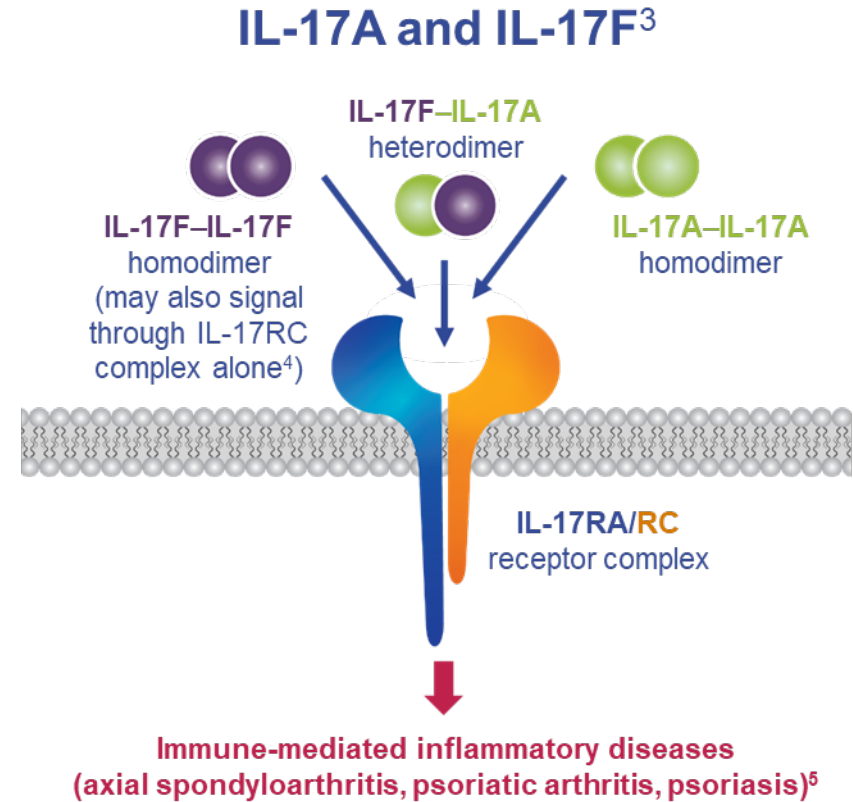 IL-17A and IL-17F³
IL-17F–IL-17A
heterodimer
IL-17F–IL-17F
homodimer
(may also signal
through IL-17RC
complex alone⁴)
IL-17A–IL-17A
homodimer
IL-17RA/RC
receptor complex
Immune-mediated inflammatory diseases
(axial spondyloarthritis, psoriatic arthritis, psoriasis)⁵